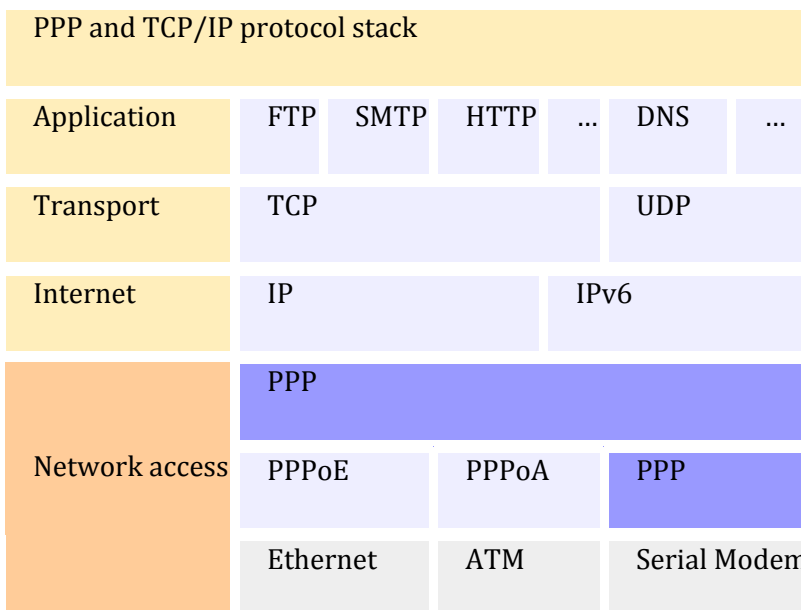 PPP and TCP/IP protocol stack
Application FTP SMTP HTTP ... DNS ...
Transport TCP UDP
Internet IP IPv6
PPP
Network access PPPoE PPPoA PPP
Ethernet ATM Serial Modem